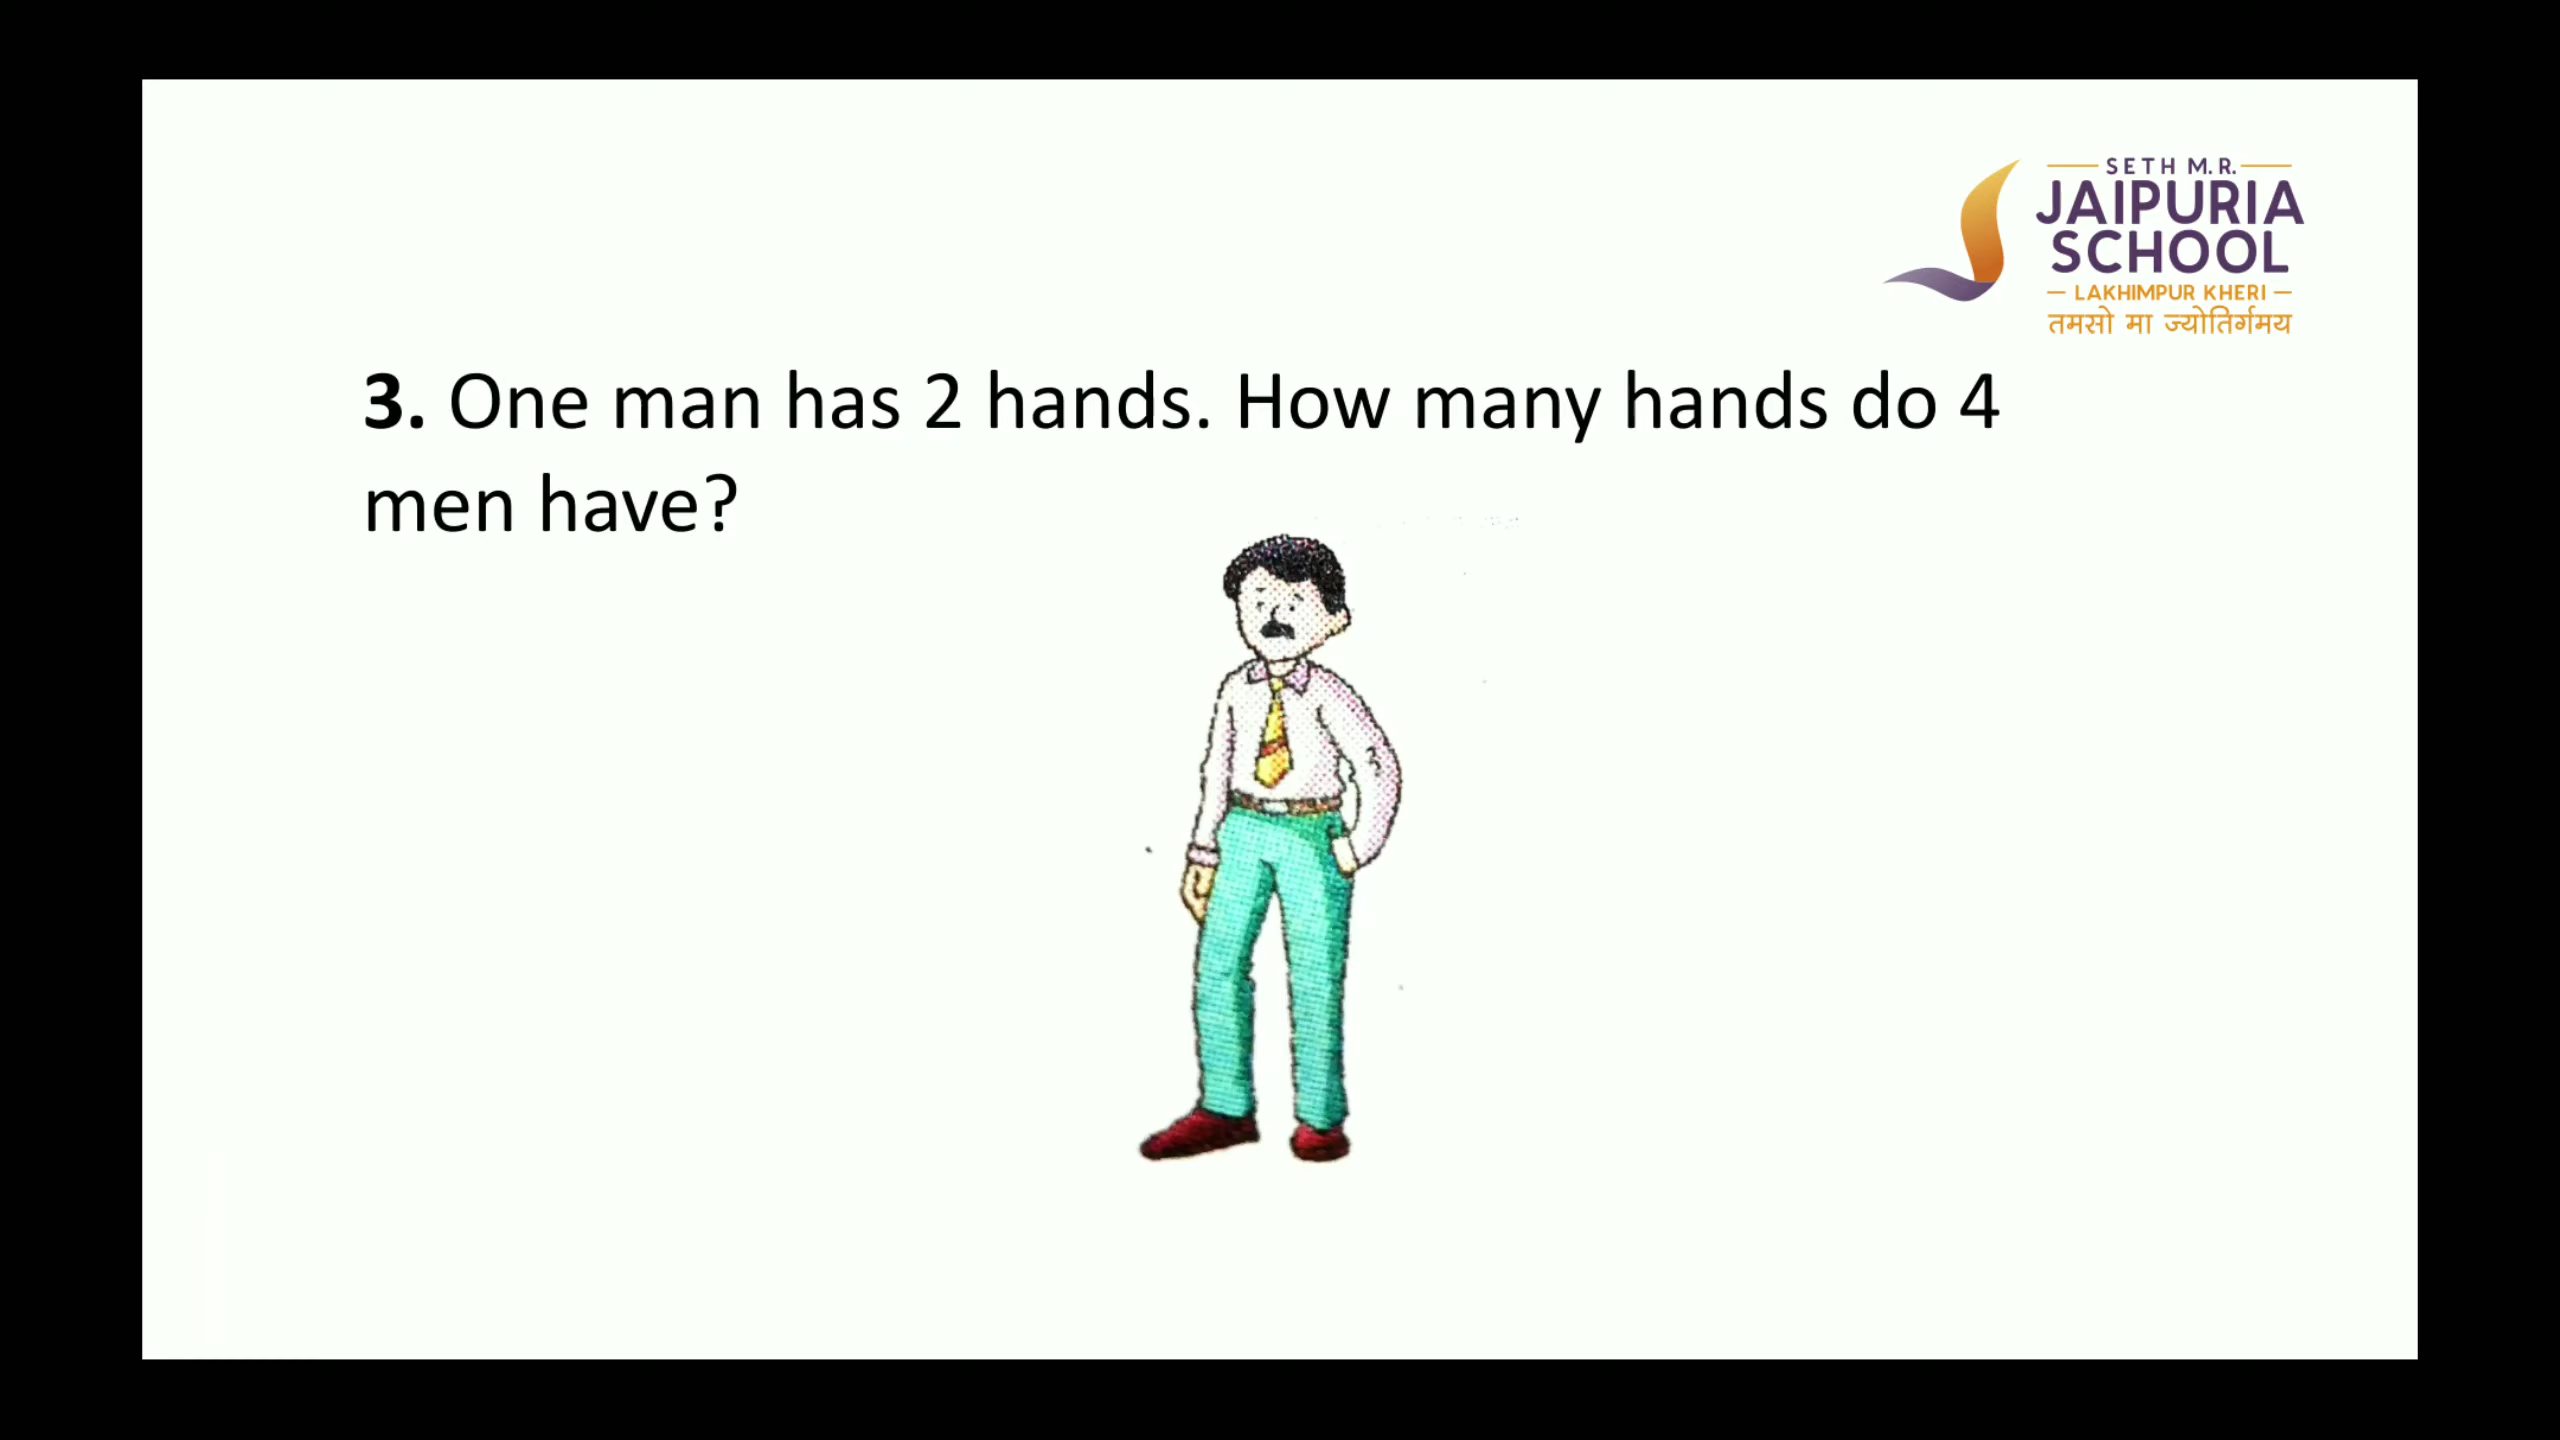 SETH M.R.
JAIPURIA
SCHOOL
LAKHIMPUR KHERI
तमसो मा ज्योतिर्गमय
3. One man has 2 hands. How many hands do 4
men have?